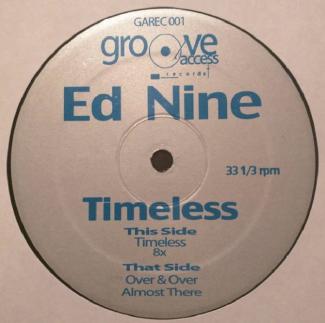 GAREC 001
groove
access
records
Ed Nine
33 1/3 rpm
Timeless
This Side
Timeless
8x
That Side
Over & Over
Almost There